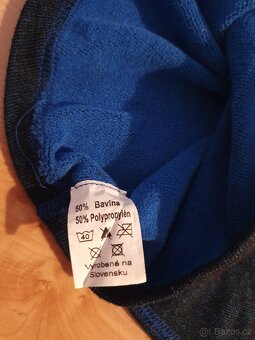 50% Bavlna
50% Polypropylén
40
Vyrobené na
Slovensku
bazos.cz